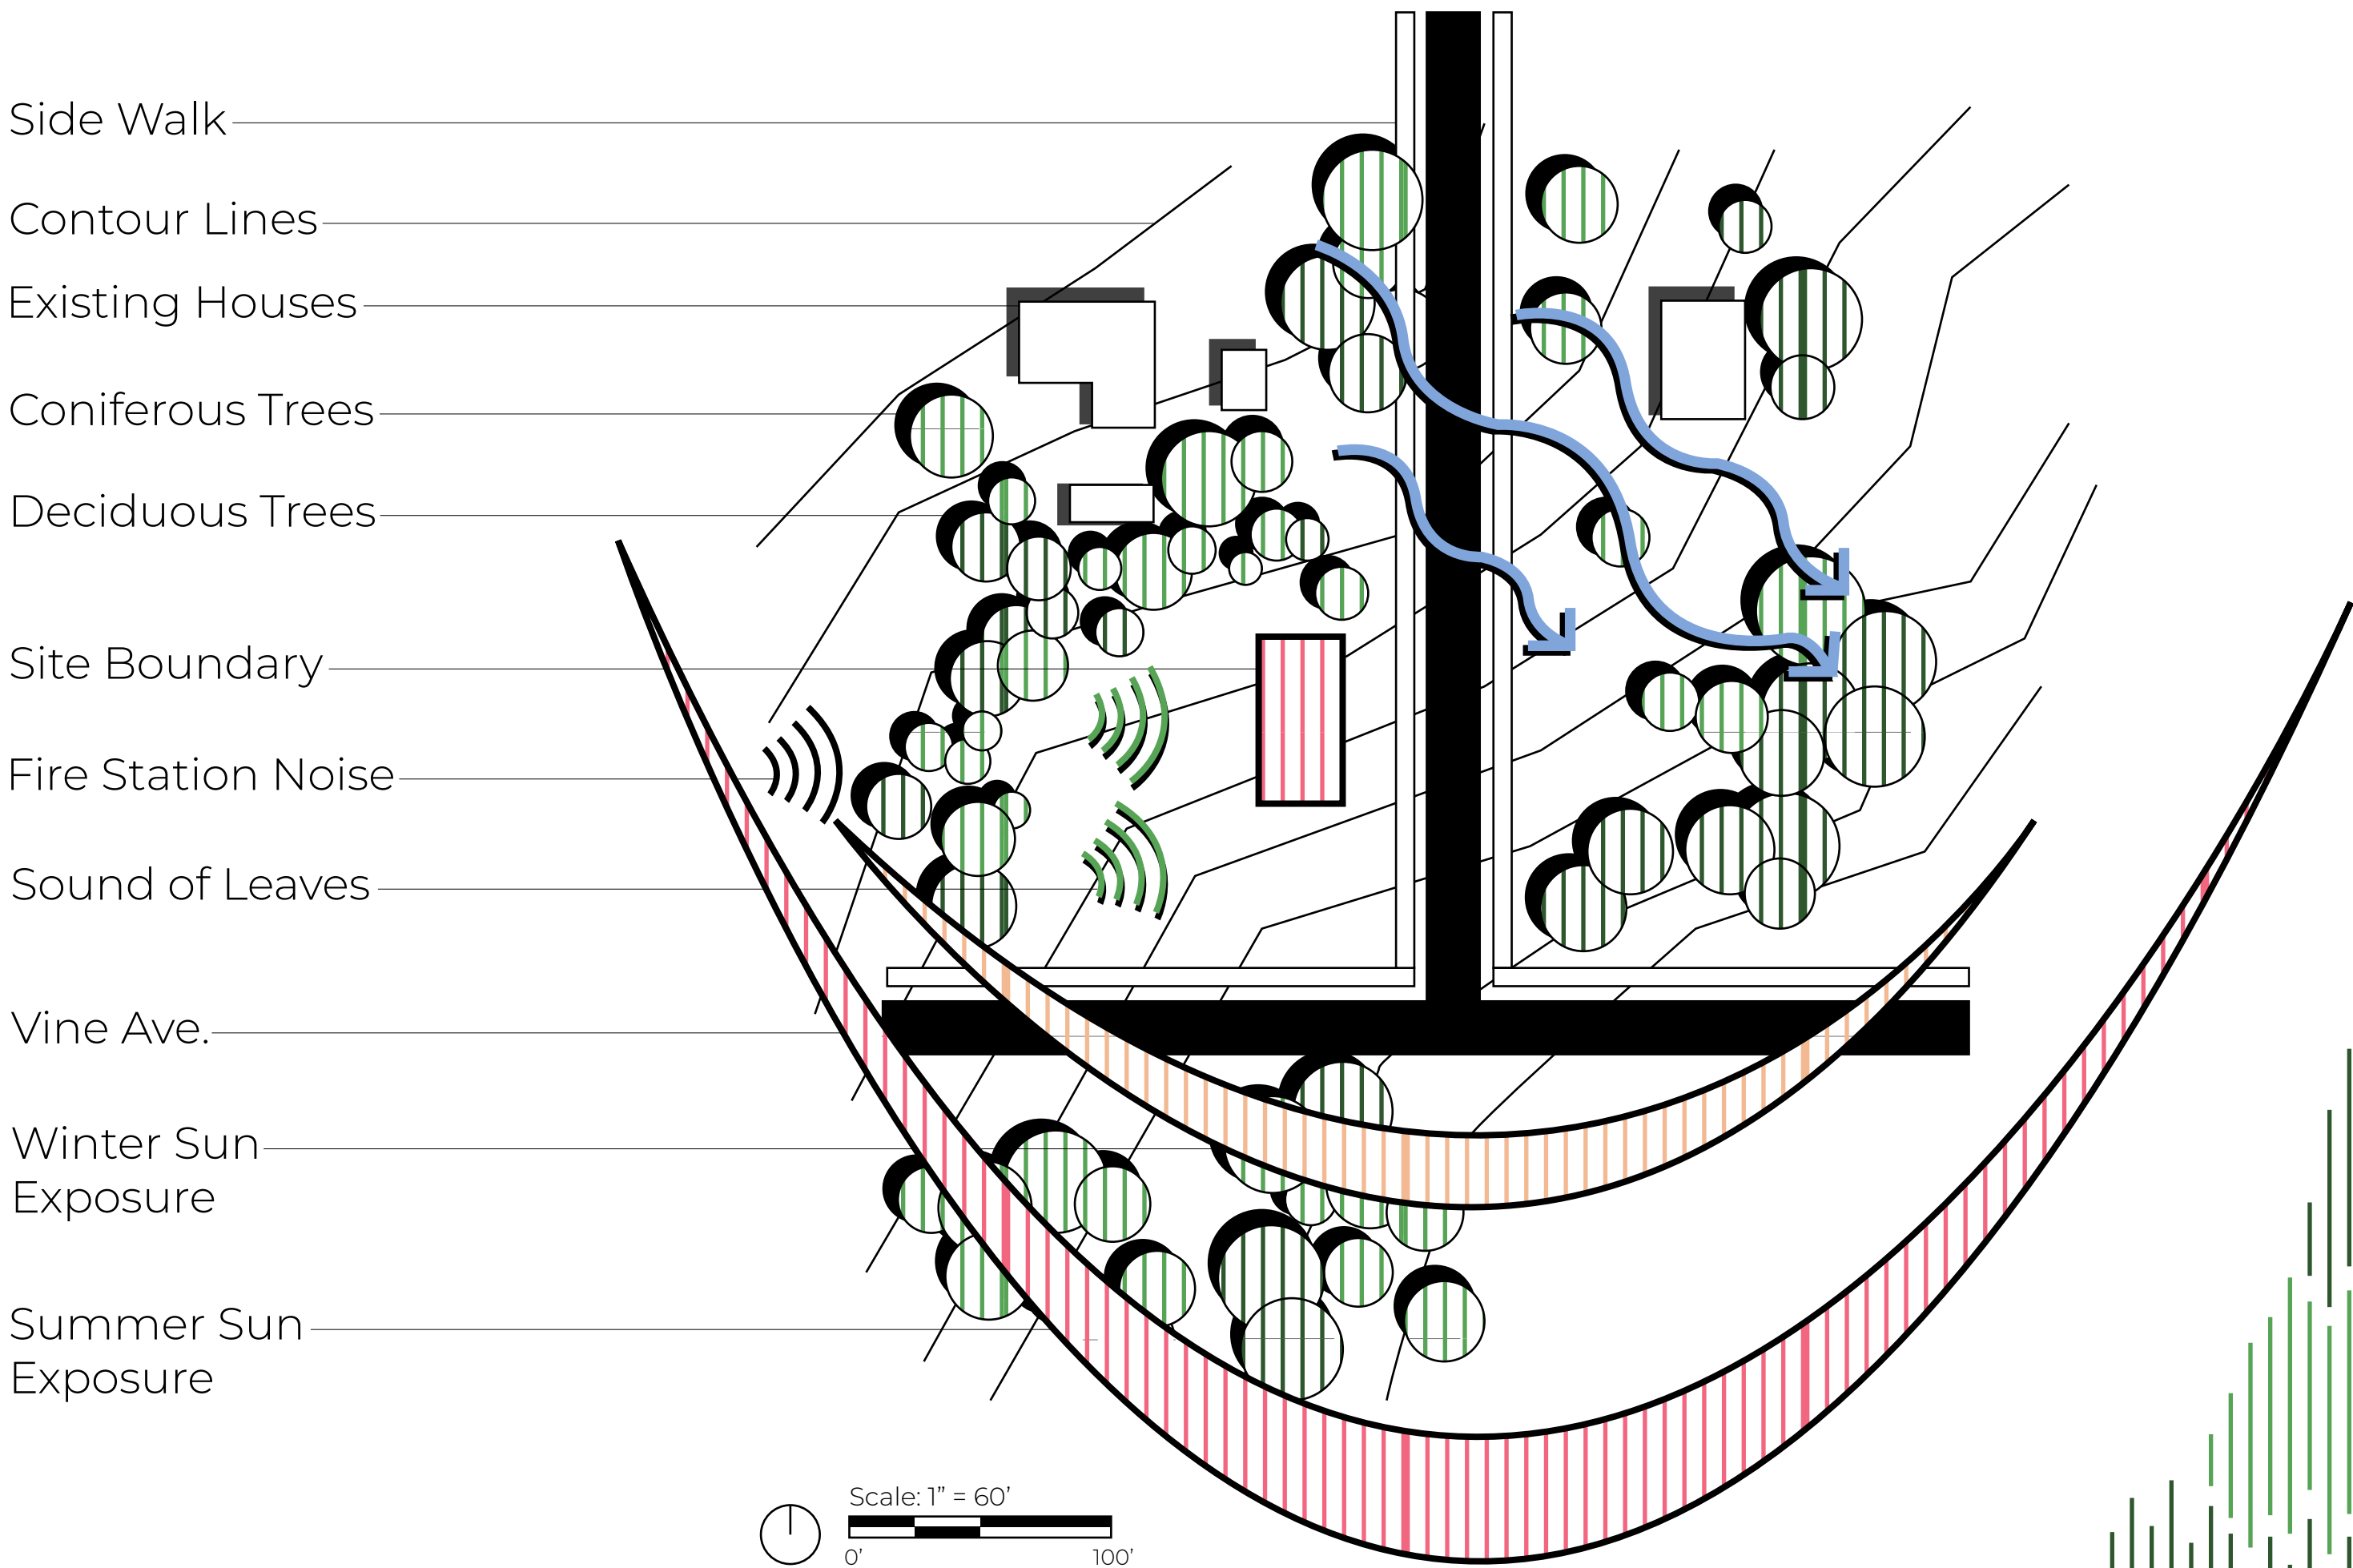 Side Walk
Contour Lines
Existing Houses
Coniferous Trees
Deciduous Trees
Site Boundary
Fire Station Noise
Sound of Leaves
Vine Ave.
Winter Sun
Exposure
Summer Sun
Exposure
Scale: 1” = 60’
0’ 100’